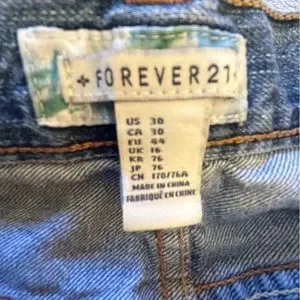 + FOREVER 21
US 30
CA 30
EU 44
UK 16
KR 76
JP 76
CN 170/76A
MADE IN CHINA
FABRIQUÉ EN CHINE